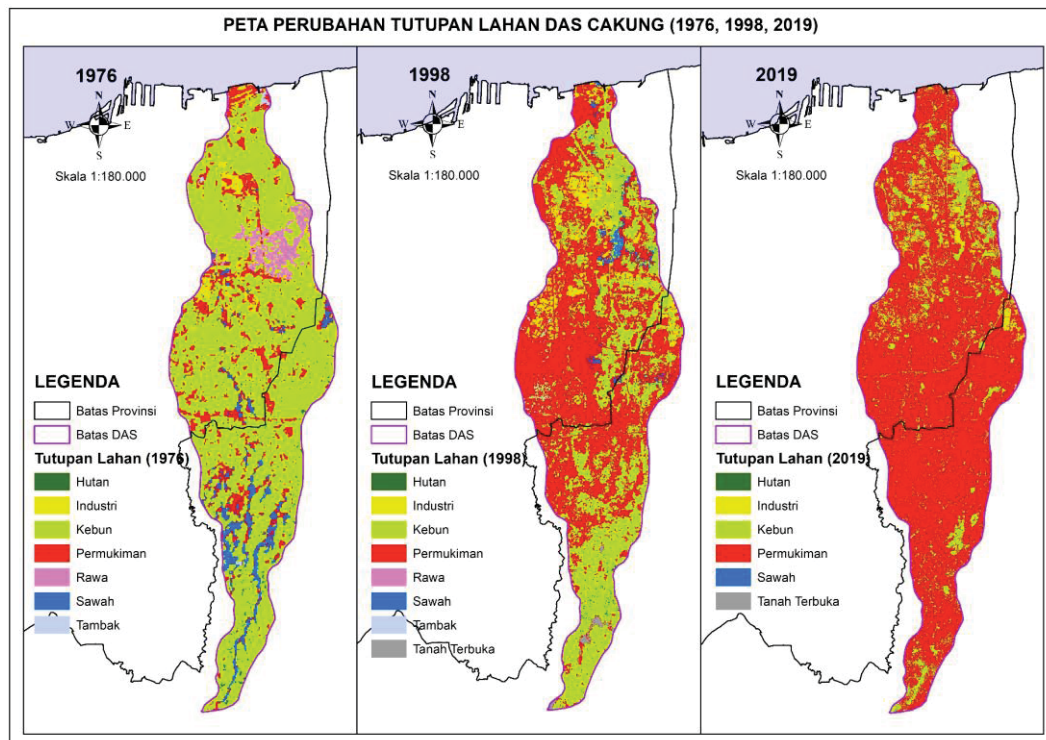 PETA PERUBAHAN TUTUPAN LAHAN DAS CAKUNG (1976, 1998, 2019)
1976
N
W E
S
Skala 1:180.000
LEGENDA
Batas Provinsi
Batas DAS
Tutupan Lahan (1976)
Hutan
Industri
Kebun
Permukiman
Rawa
Sawah
Tambak
1998
N
W E
S
Skala 1:180.000
LEGENDA
Batas Provinsi
Batas DAS
Tutupan Lahan (1998)
Hutan
Industri
Kebun
Permukiman
Rawa
Sawah
Tambak
Tanah Terbuka
2019
N
W E
S
Skala 1:180.000
LEGENDA
Batas Provinsi
Batas DAS
Tutupan Lahan (2019)
Hutan
Industri
Kebun
Permukiman
Sawah
Tanah Terbuka